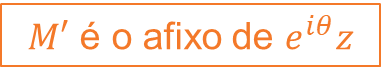 M′ é o afixo de e^{iθ}z